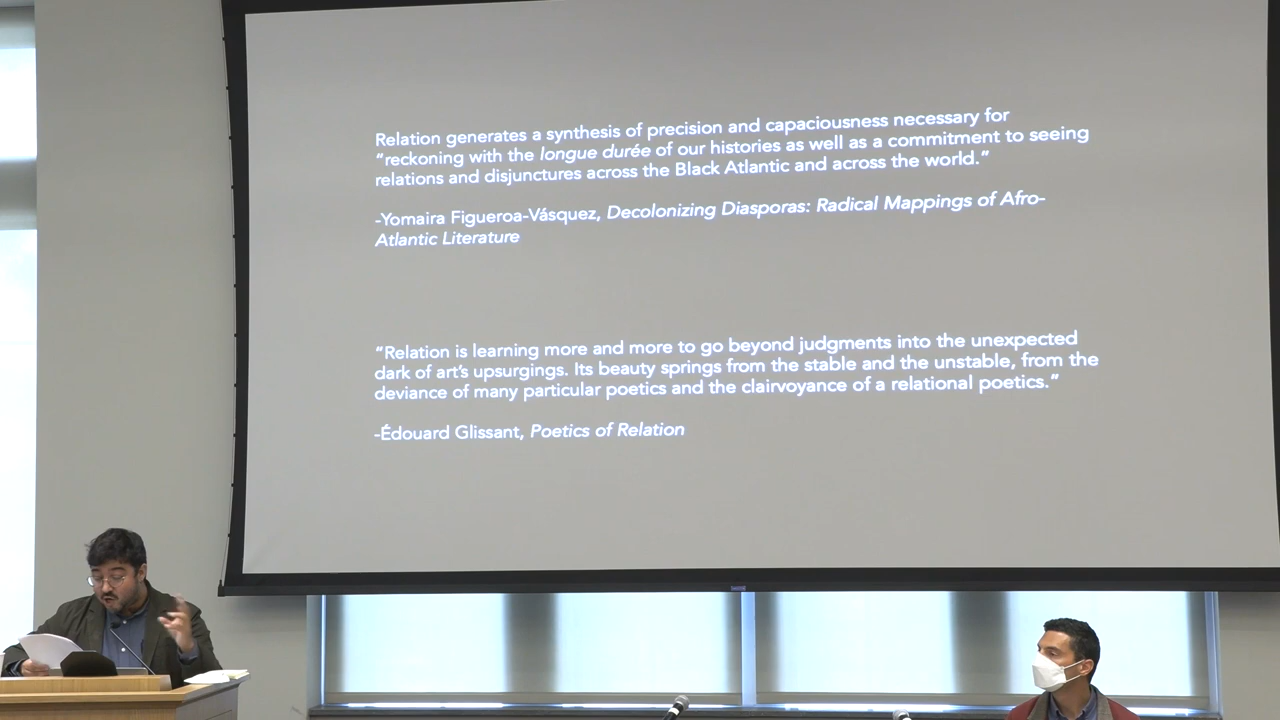 Relation generates a synthesis of precision and capaciousness necessary for
“reckoning with the longue durée of our histories as well as a commitment to seeing
relations and disjunctures across the Black Atlantic and across the world.”
-Yomaira Figueroa-Vásquez, Decolonizing Diasporas: Radical Mappings of Afro-
Atlantic Literature
“Relation is learning more and more to go beyond judgments into the unexpected
dark of art’s upsurgings. Its beauty springs from the stable and the unstable, from the
deviance of many particular poetics and the clairvoyance of a relational poetics.”
-Édouard Glissant, Poetics of Relation